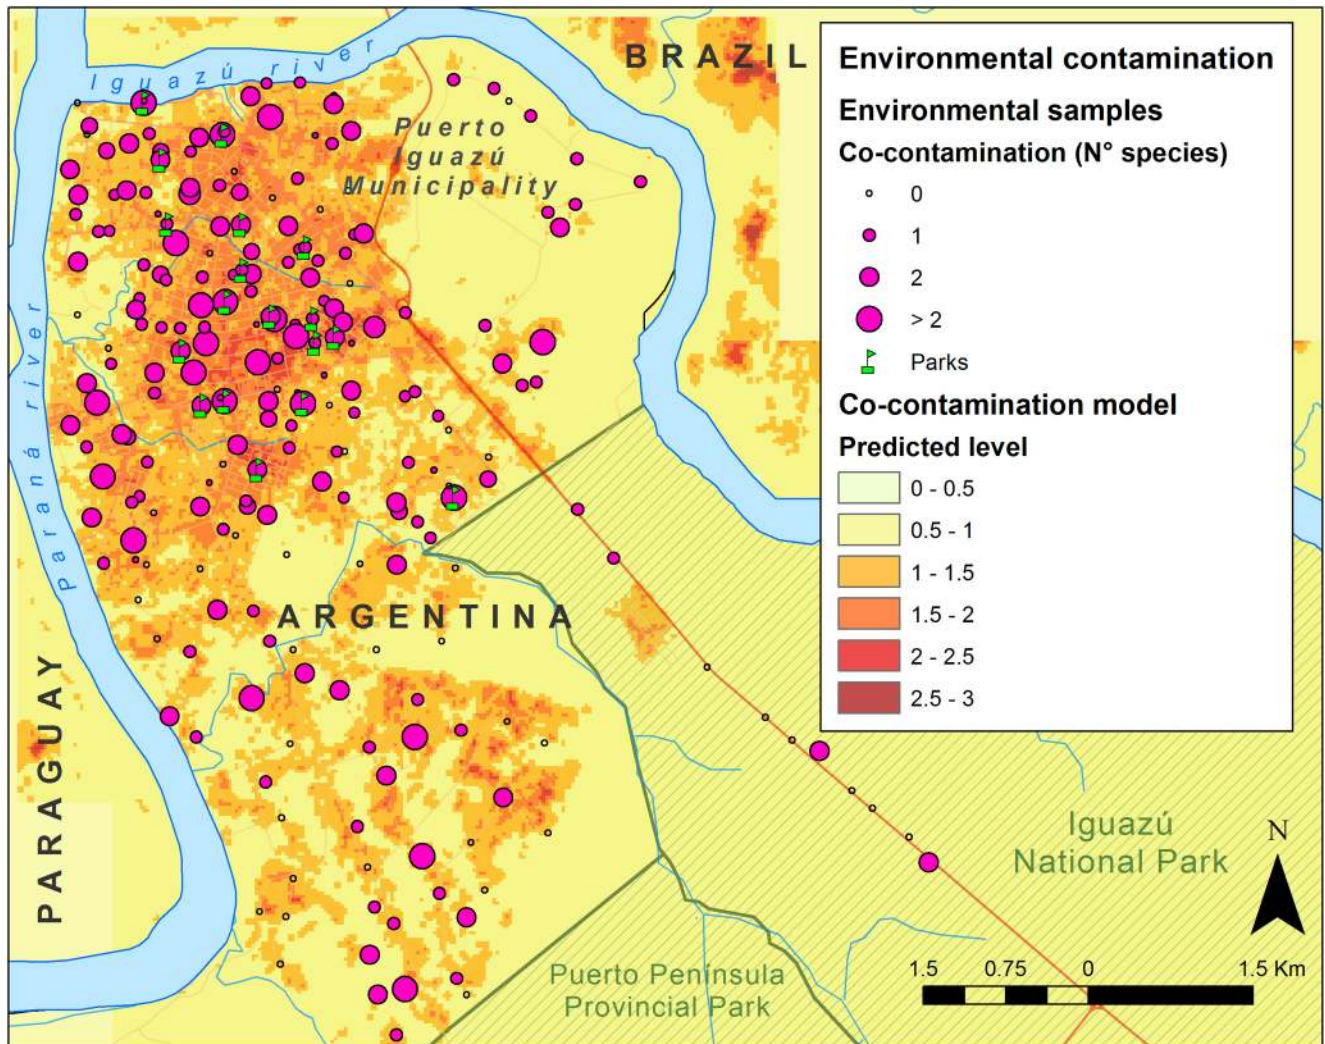 Iguazú river
BRAZIL
Puerto
Iguazú
Municipality
Paraná river
ARGENTINA
PARAGUAY
Environmental contamination
Environmental samples
Co-contamination (N° species)
0
1
2
> 2
Parks
Co-contamination model
Predicted level
0 - 0.5
0.5 - 1
1 - 1.5
1.5 - 2
2 - 2.5
2.5 - 3
Iguazú
National Park
N
Puerto Península
Provincial Park
1.5 0.75 0 1.5 Km